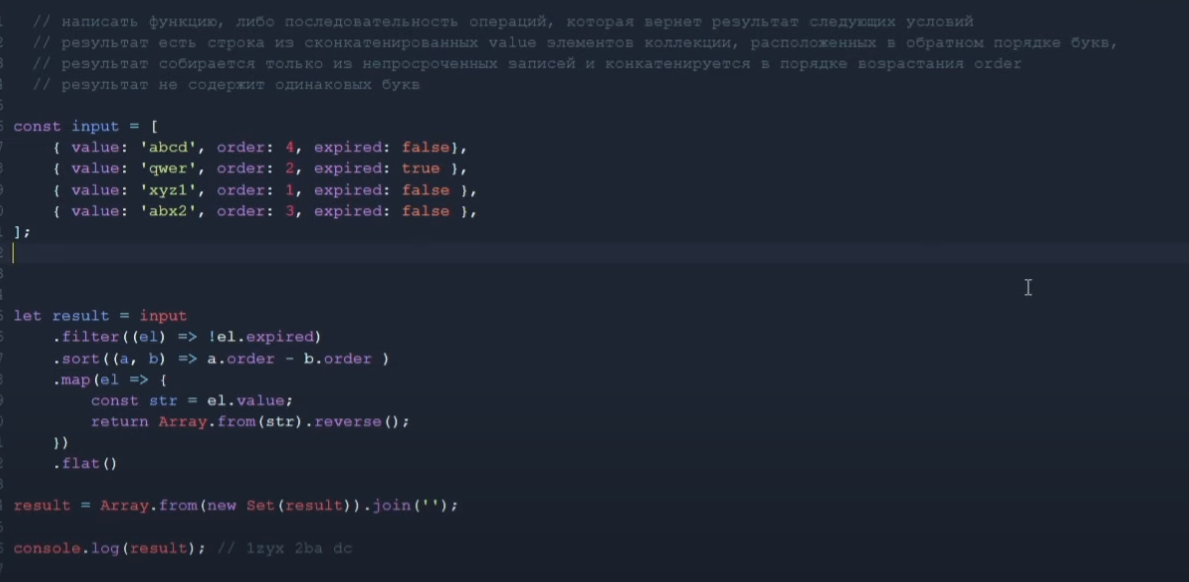 // написать функцию, либо последовательность операций, которая вернет результат следующих условий
// результат есть строка из сконкатенированных value элементов коллекции, расположенных в обратном порядке букв,
// результат собирается только из непросроченных записей и конкатенируется в порядке возрастания order
// результат не содержит одинаковых букв
const input = [
{ value: 'abcd', order: 4, expired: false},
{ value: 'qwer', order: 2, expired: true },
{ value: 'xyz1', order: 1, expired: false },
{ value: 'abx2', order: 3, expired: false },
];
let result = input
.filter((el) => !el.expired)
.sort((a, b) => a.order - b.order )
.map(el => {
const str = el.value;
return Array.from(str).reverse();
})
.flat()
result = Array.from(new Set(result)).join('');
console.log(result); // 1zyx 2ba dc